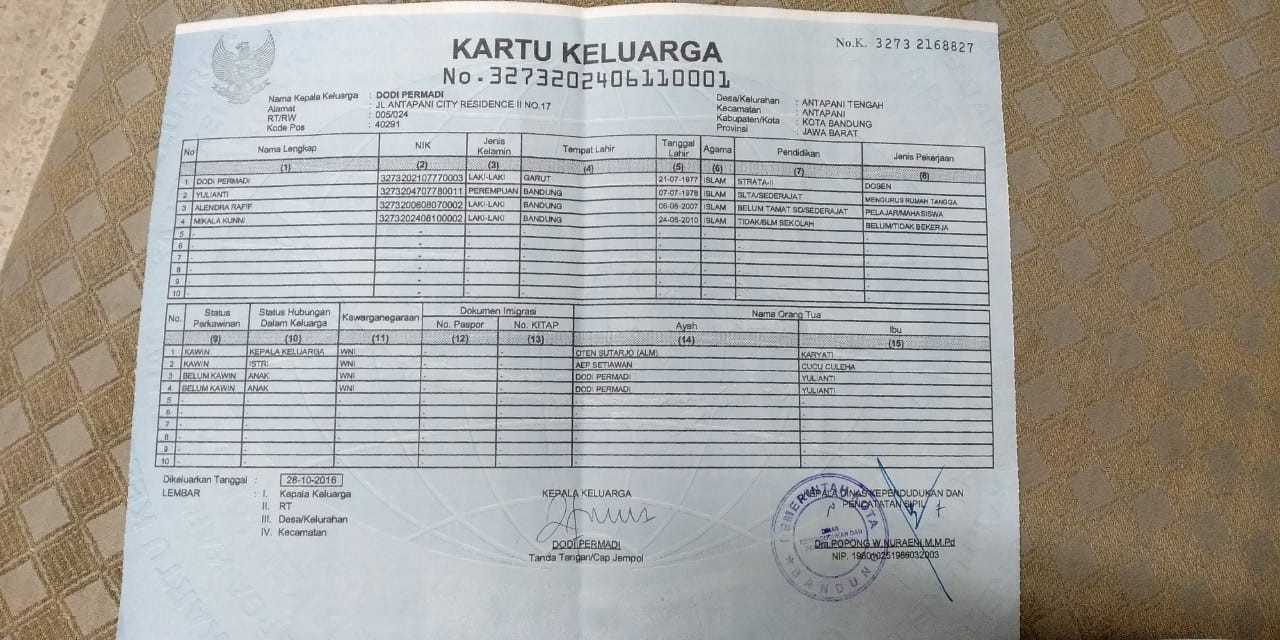 KARTU KELUARGA
No.K. 3273 2168827
No.3273202406110001
Nama Kepala Keluarga : DODI PERMADI
Alamat : JL ANTAPANI CITY RESIDENCE II NO.17
RT/RW : 005/024
Kode Pos : 40291
Desa/Kelurahan : ANTAPANI TENGAH
Kecamatan : ANTAPANI
Kabupaten/Kota : KOTA BANDUNG
Provinsi : JAWA BARAT
No Nama Lengkap NIK Jenis Kelamin Tempat Lahir Tanggal Lahir Agama Pendidikan Jenis Pekerjaan
(1) (2) (3) (4) (5) (6) (7) (8)
1 DODI PERMADI 3273202107770003 LAKI-LAKI GARUT 21-07-1977 ISLAM STRATA-II DOSEN
2 YULIANTI 3273204707780011 PEREMPUAN BANDUNG 07-07-1978 ISLAM SLTA/SEDERAJAT MENGURUS RUMAH TANGGA
3 ALENDRA RAFIF 3273200608070002 LAKI-LAKI BANDUNG 06-08-2007 ISLAM BELUM TAMAT SD/SEDERAJAT PELAJAR/MAHASISWA
4 MIKALA KUNNI 3273202408100002 LAKI-LAKI BANDUNG 24-08-2010 ISLAM TIDAK/BLM SEKOLAH BELUM/TIDAK BEKERJA
5 - - - - - - -
6 - - - - - - -
7 - - - - - - -
8 - - - - - - -
9 - - - - - - -
10 - - - - - - -
No. Status Perkawinan Status Hubungan Dalam Keluarga Kewarganegaraan Dokumen Imigrasi Nama Orang Tua
No. Paspor No. KITAP Ayah Ibu
(9) (10) (11) (12) (13) (14) (15)
1 KAWIN KEPALA KELUARGA WNI - - OTEN SUTARJO (ALM) KARYATI
2 KAWIN ISTRI WNI - - AEP SETIAWAN CUCU CULEHA
3 BELUM KAWIN ANAK WNI - - DODI PERMADI YULIANTI
4 BELUM KAWIN ANAK WNI - - DODI PERMADI YULIANTI
5 - - - - - - -
6 - - - - - - -
7 - - - - - - -
8 - - - - - - -
9 - - - - - - -
10 - - - - - - -
Dikeluarkan Tanggal : 28-10-2016
LEMBAR : I. Kepala Keluarga
II. RT
III. Desa/Kelurahan
IV. Kecamatan
KEPALA KELUARGA
DODI PERMADI
Tanda Tangan/Cap Jempol
KEPALA DINAS KEPENDUDUKAN DAN
PENCATATAN SIPIL
PEMERINTAH KOTA
BANDUNG
DINAS
Dra.POPONG W.NURAENI,M.M.Pd
NIP. 196010251986032003